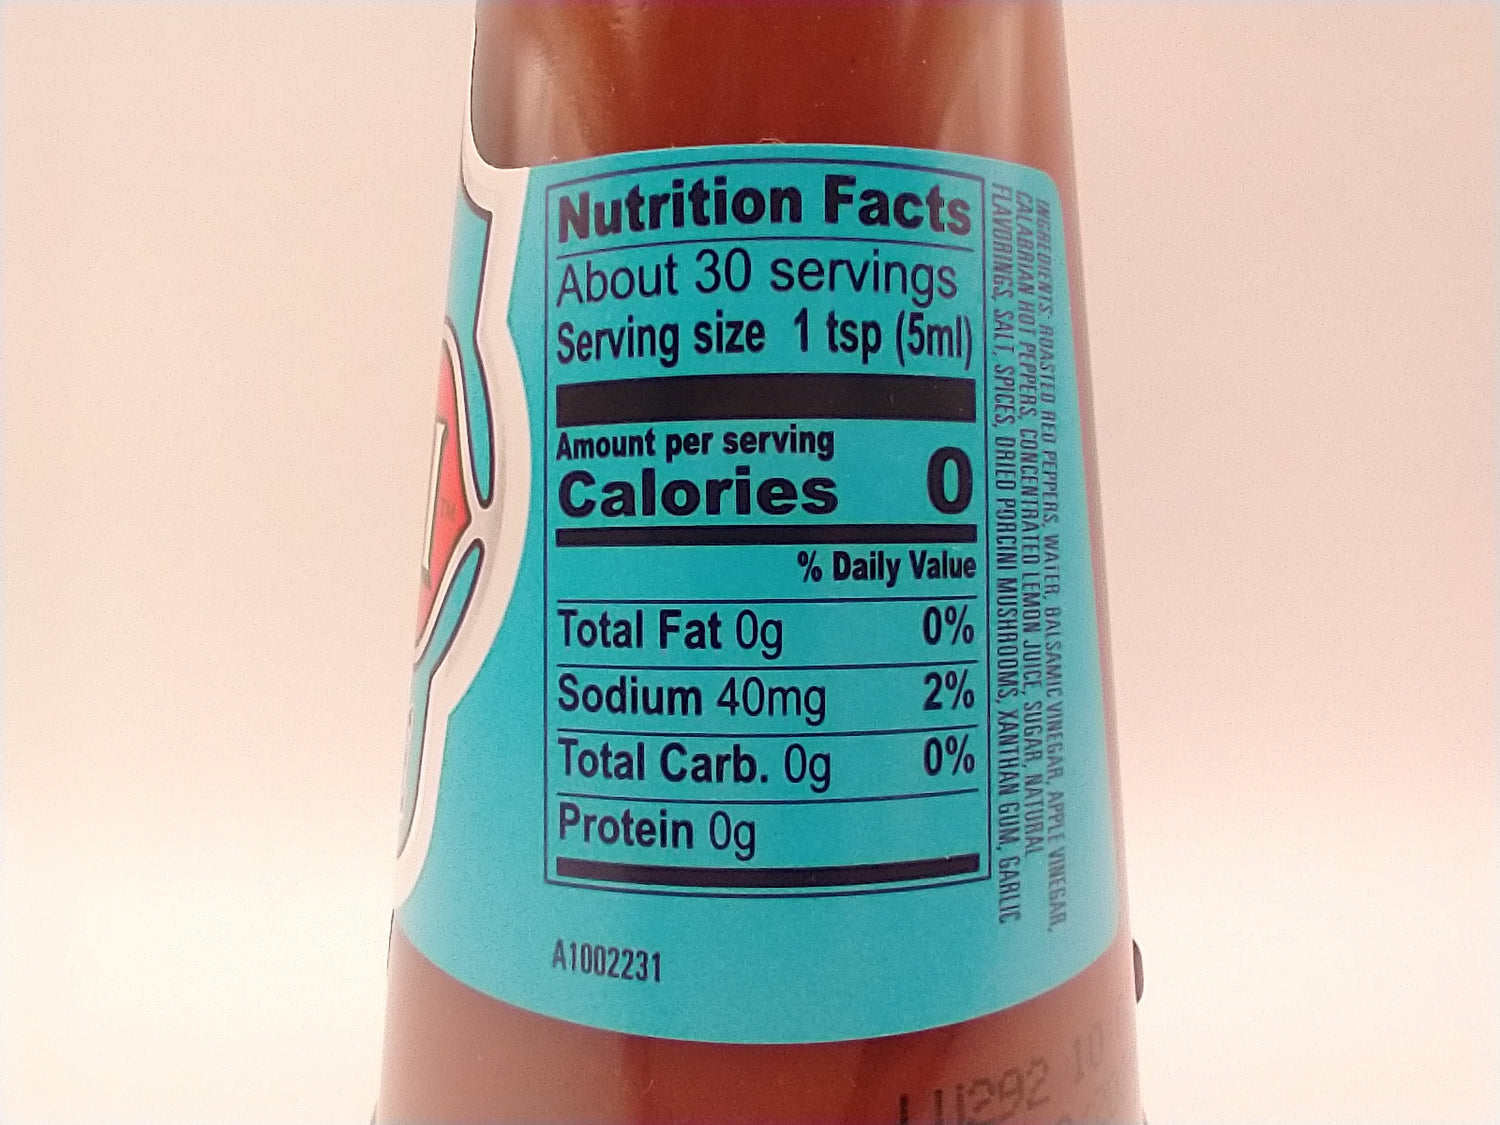 Nutrition Facts
About 30 servings
Serving size 1 tsp (5ml)
Amount per serving
Calories 0
% Daily Value
Total Fat 0g 0%
Sodium 40mg 2%
Total Carb. 0g 0%
Protein 0g
A1002231
INGREDIENTS: ROASTED RED PEPPERS, WATER, BALSAMIC VINEGAR, APPLE VINEGAR,
CALABRIAN HOT PEPPERS, CONCENTRATED LEMON JUICE, SUGAR, NATURAL
FLAVORINGS, SALT, SPICES, DRIED PORCINI MUSHROOMS, XANTHAN GUM, GARLIC
TM